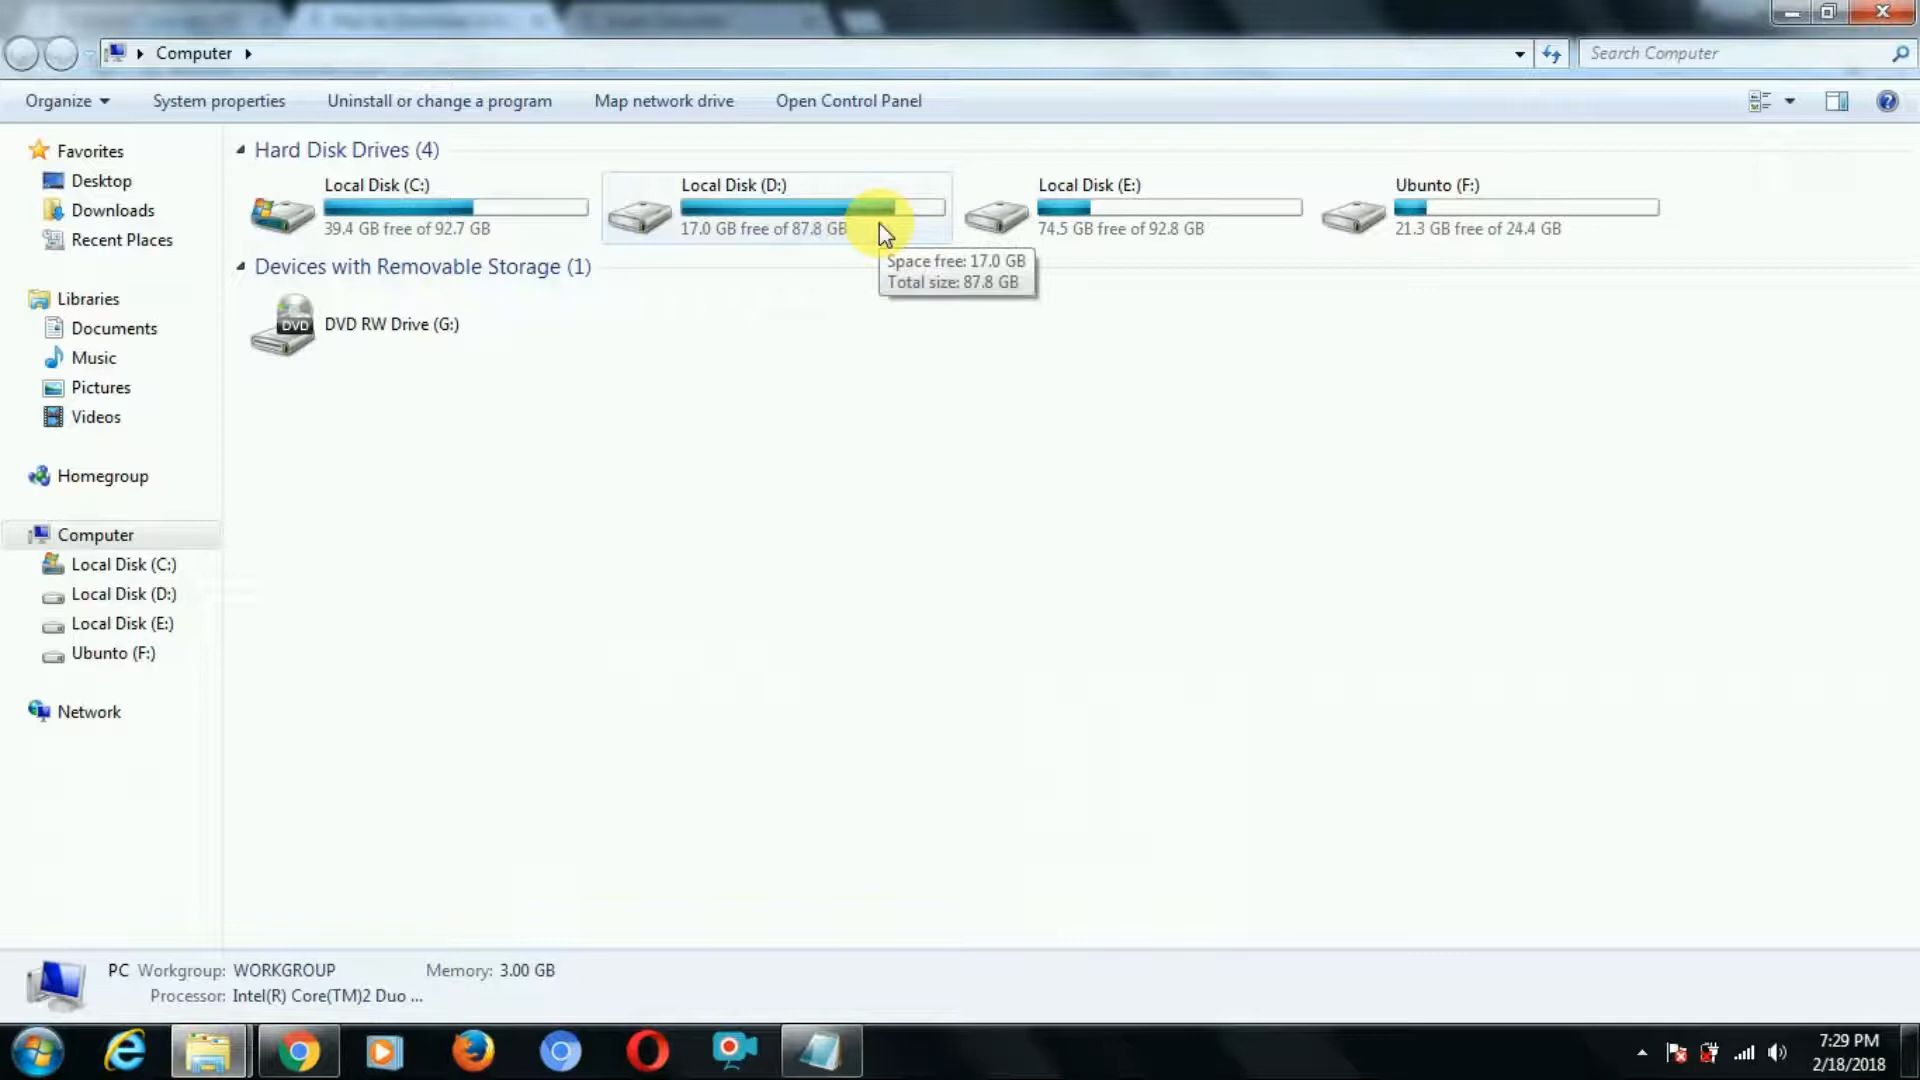 Computer
Search Computer
Organize
System properties
Uninstall or change a program
Map network drive
Open Control Panel
Favorites
Desktop
Downloads
Recent Places
Libraries
Documents
Music
Pictures
Videos
Homegroup
Computer
Local Disk (C:)
Local Disk (D:)
Local Disk (E:)
Ubunto (F:)
Network
Hard Disk Drives (4)
Local Disk (C:)
39.4 GB free of 92.7 GB
Local Disk (D:)
17.0 GB free of 87.8 GB
Local Disk (E:)
74.5 GB free of 92.8 GB
Ubunto (F:)
21.3 GB free of 24.4 GB
Space free: 17.0 GB
Total size: 87.8 GB
Devices with Removable Storage (1)
DVD
DVD RW Drive (G:)
PC Workgroup: WORKGROUP Memory: 3.00 GB
Processor: Intel(R) Core(TM)2 Duo ...
7:29 PM
2/18/2018